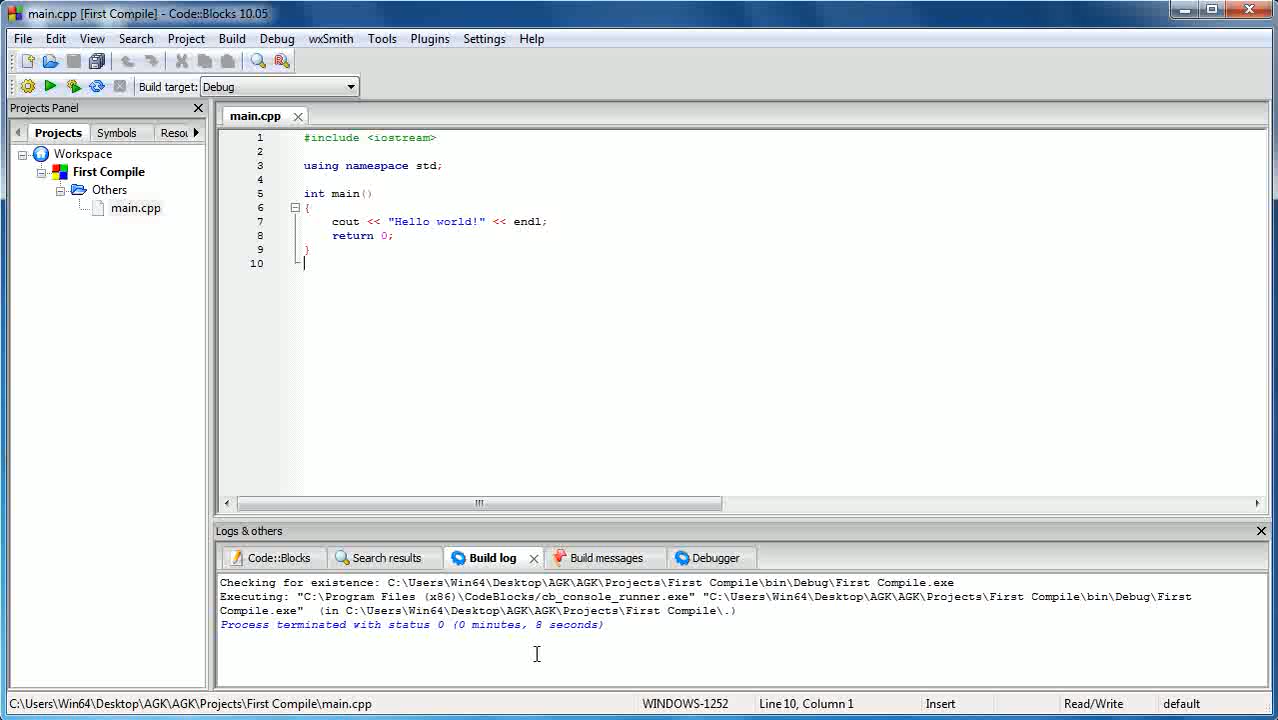 main.cpp [First Compile] - Code::Blocks 10.05
File Edit View Search Project Build Debug wxSmith Tools Plugins Settings Help
Build target: Debug
Projects Panel
Projects Symbols Resou
Workspace
First Compile
Others
main.cpp
main.cpp
1 #include <iostream>
2
3 using namespace std;
4
5 int main()
6 {
7 cout << "Hello world!" << endl;
8 return 0;
9 }
10
Logs & others
Code::Blocks Search results Build log Build messages Debugger
Checking for existence: C:\Users\Win64\Desktop\AGK\AGK\Projects\First Compile\bin\Debug\First Compile.exe
Executing: "C:\Program Files (x86)\CodeBlocks/cb_console_runner.exe" "C:\Users\Win64\Desktop\AGK\AGK\Projects\First Compile\bin\Debug\First
Compile.exe"  (in C:\Users\Win64\Desktop\AGK\AGK\Projects\First Compile\.)
Process terminated with status 0 (0 minutes, 8 seconds)
C:\Users\Win64\Desktop\AGK\AGK\Projects\First Compile\main.cpp WINDOWS-1252 Line 10, Column 1 Insert Read/Write default